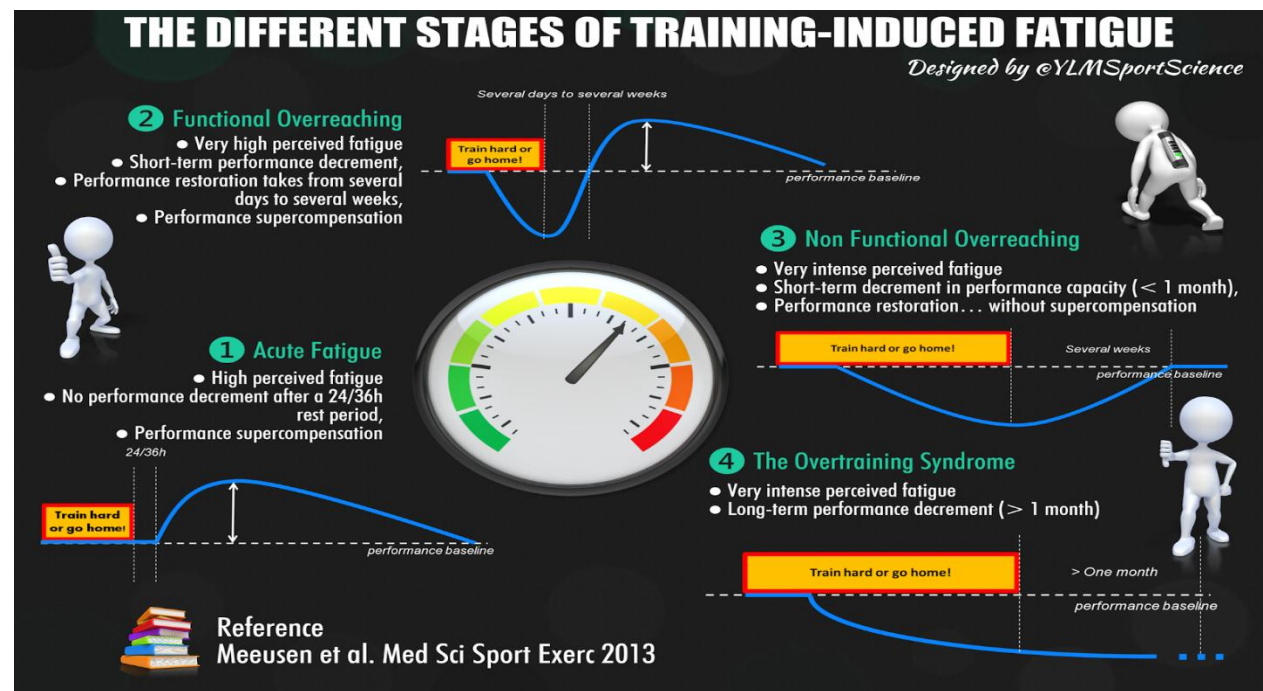 THE DIFFERENT STAGES OF TRAINING-INDUCED FATIGUE
Designed by @YLMSportScience
2 Functional Overreaching
● Very high perceived fatigue
● Short-term performance decrement,
● Performance restoration takes from several
days to several weeks,
● Performance supercompensation
Several days to several weeks
Train hard or
go home!
performance baseline
3 Non Functional Overreaching
● Very intense perceived fatigue
● Short-term decrement in performance capacity (< 1 month),
● Performance restoration... without supercompensation
Train hard or go home!
Several weeks
performance baseline
1 Acute Fatigue
● High perceived fatigue
● No performance decrement after a 24/36h
rest period,
● Performance supercompensation
24/36h
Train hard
or go home!
performance baseline
4 The Overtraining Syndrome
● Very intense perceived fatigue
● Long-term performance decrement (> 1 month)
Train hard or go home!
> One month
performance baseline
Reference
Meeusen et al. Med Sci Sport Exerc 2013